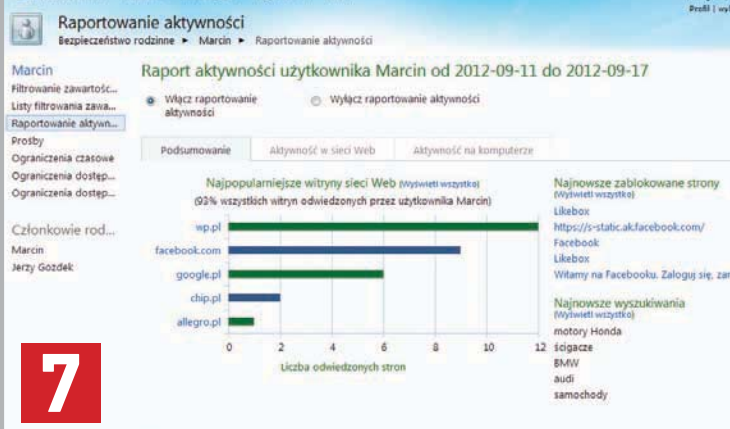 Profil | wyl
Raportowanie aktywności
Bezpieczeństwo rodzinne ► Marcin ► Raportowanie aktywności
Marcin
Filtrowanie zawartośc...
Listy filtrowania zawa...
Raportowanie aktywn...
Prośby
Ograniczenia czasowe
Ograniczenia dostęp...
Ograniczenia dostęp...
Członkowie rod...
Marcin
Jerzy Gozdek
Raport aktywności użytkownika Marcin od 2012-09-11 do 2012-09-17
Włącz raportowanie aktywności
Wyłącz raportowanie aktywności
Podsumowanie
Aktywność w sieci Web
Aktywność na komputerze
Najpopularniejsze witryny sieci Web (Wyświetl wszystko)
(93% wszystkich witryn odwiedzonych przez użytkownika Marcin)
wp.pl
facebook.com
google.pl
chip.pl
allegro.pl
0 2 4 6 8 10 12
Liczba odwiedzonych stron
Najnowsze zablokowane strony
(Wyświetl wszystko)
Likebox
https://s-static.ak.facebook.com/
Facebook
Likebox
Witamy na Facebooku. Zaloguj się, zar
Najnowsze wyszukiwania
(Wyświetl wszystko)
motory Honda
ścigacze
BMW
audi
samochody
7